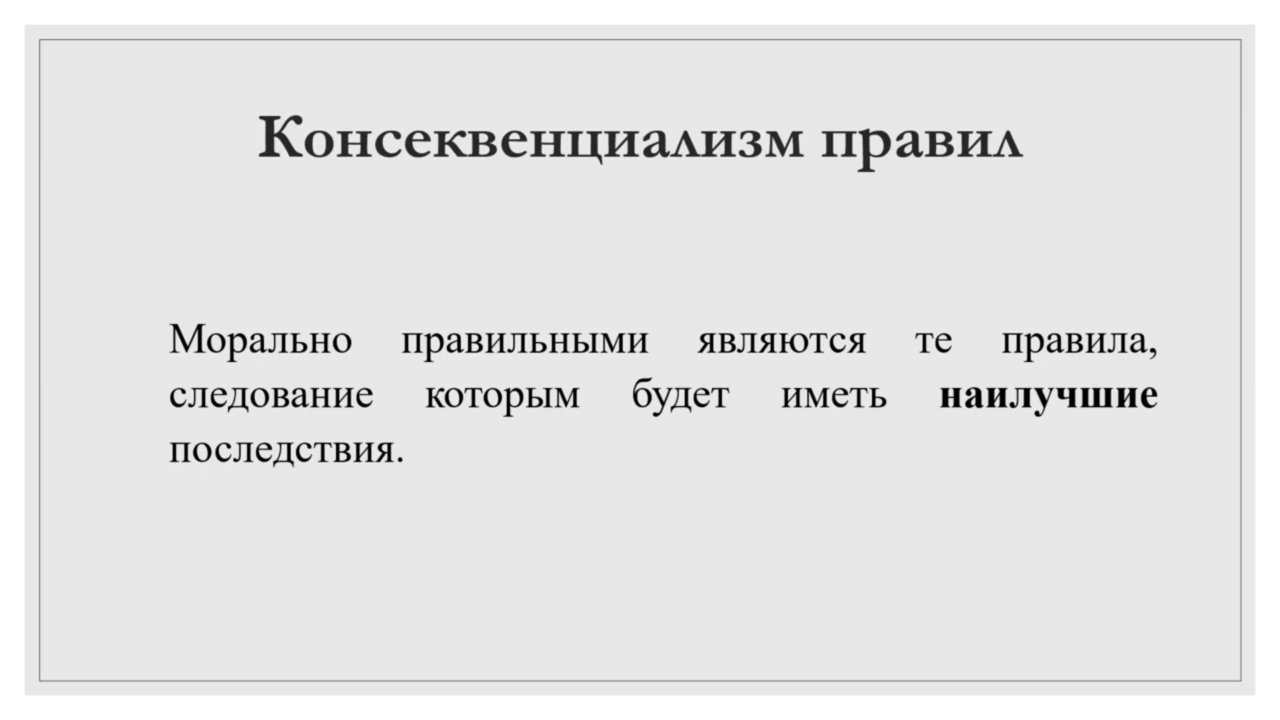 Консеквенциализм правил
Морально правильными являются те правила,
следование которым будет иметь наилучшие
последствия.